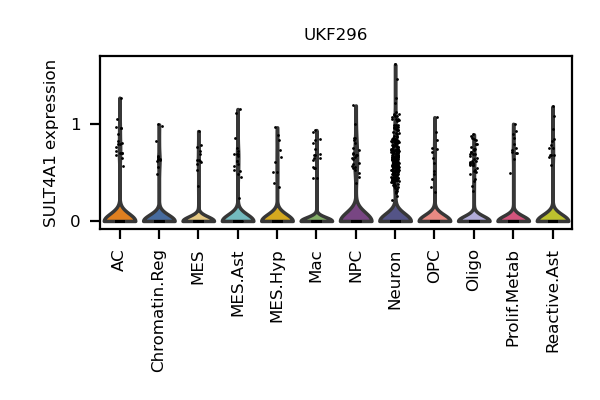 UKF296
SULT4A1 expression
1
0
AC
Chromatin.Reg
MES
MES.Ast
MES.Hyp
Mac
NPC
Neuron
OPC
Oligo
Prolif.Metab
Reactive.Ast